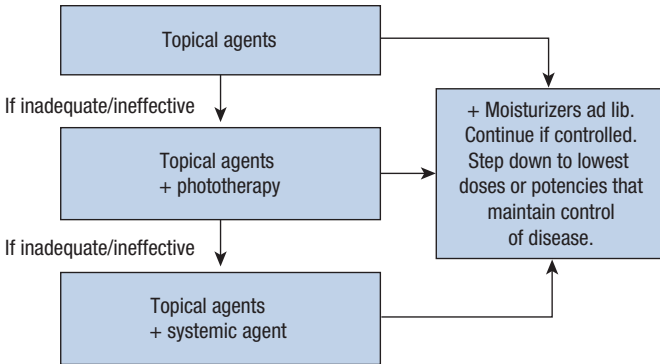 Topical agents
If inadequate/ineffective
Topical agents
+ phototherapy
If inadequate/ineffective
Topical agents
+ systemic agent
+ Moisturizers ad lib.
Continue if controlled.
Step down to lowest
doses or potencies that
maintain control
of disease.